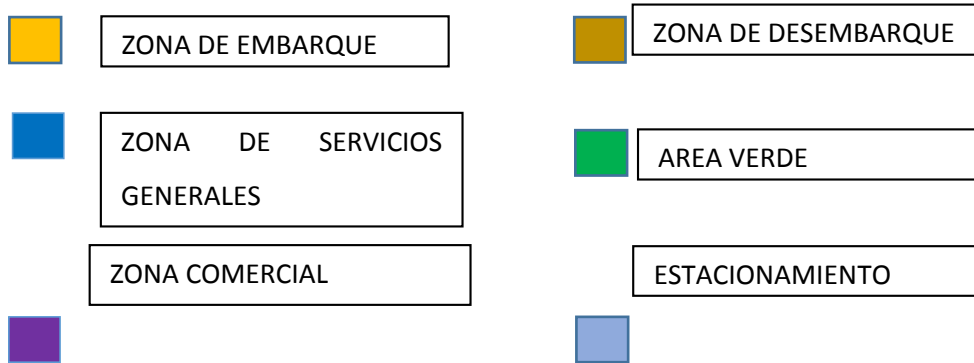 ZONA DE EMBARQUE
ZONA DE DESEMBARQUE
ZONA DE SERVICIOS
GENERALES
AREA VERDE
ZONA COMERCIAL
ESTACIONAMIENTO